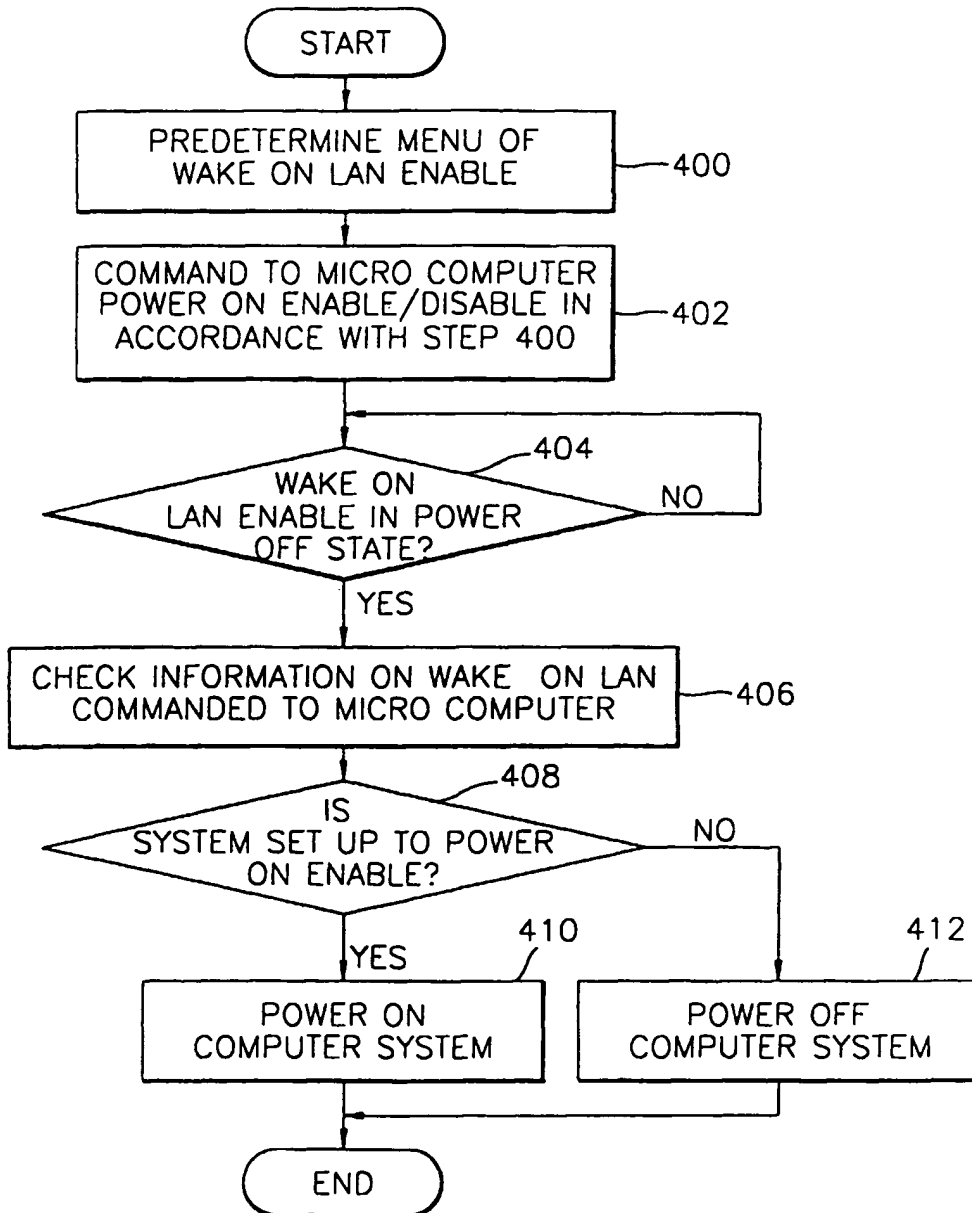 START
PREDETERMINE MENU OF
WAKE ON LAN ENABLE
400
COMMAND TO MICRO COMPUTER
POWER ON ENABLE/DISABLE IN
ACCORDANCE WITH STEP 400
402
404
WAKE ON
LAN ENABLE IN POWER
OFF STATE?
NO
YES
CHECK INFORMATION ON WAKE ON LAN
COMMANDED TO MICRO COMPUTER
406
408
IS
SYSTEM SET UP TO POWER
ON ENABLE?
NO
YES
410
412
POWER ON
COMPUTER SYSTEM
POWER OFF
COMPUTER SYSTEM
END